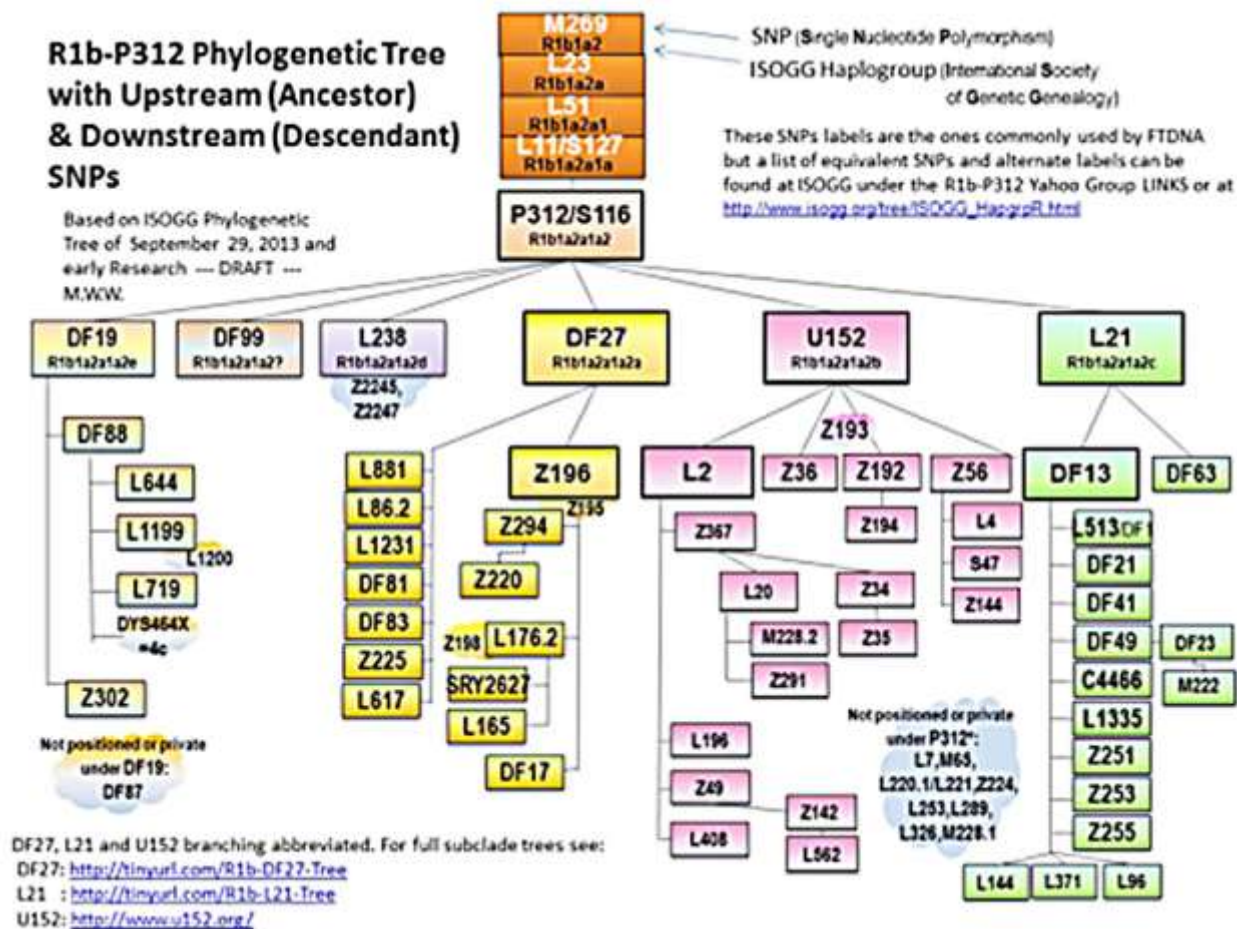 R1b-P312 Phylogenetic Tree
with Upstream (Ancestor)
& Downstream (Descendant)
SNPs
Based on ISOGG Phylogenetic
Tree of September 29, 2013 and
early Research --- DRAFT ---
M.W.W.
M269
R1b1a2
L23
R1b1a2a
L51
R1b1a2a1
L11/S127
R1b1a2a1a
P312/S116
R1b1a2a1a2
SNP (Single Nucleotide Polymorphism)
ISOGG Haplogroup (International Society
of Genetic Genealogy)
These SNPs labels are the ones commonly used by FTDNA
but a list of equivalent SNPs and alternate labels can be
found at ISOGG under the R1b-P312 Yahoo Group LINKS or at
http://www.isogg.org/tree/ISOGG_HapgrpR.html
DF19
R1b1a2a1a2e
DF99
R1b1a2a1a2?
L238
R1b1a2a1a2d
Z2245,
Z2247
DF27
R1b1a2a1a2a
U152
R1b1a2a1a2b
L21
R1b1a2a1a2c
DF88
L644
L1199
L1200
L719
DYS464X
=4c
Z302
Not positioned or private
under DF19:
DF87
L881
L86.2
L1231
DF81
DF83
Z225
L617
Z196
Z195
Z294
Z220
Z198
L176.2
SRY2627
L165
DF17
L2
Z36
Z193
Z192
Z194
Z56
L4
S47
Z144
Z367
L20
M228.2
Z291
Z34
Z35
L196
Z49
Z142
L562
L408
DF13
DF63
L513/DF1
DF21
DF41
DF49
DF23
M222
C4466
L1335
Z251
Z253
Z255
L144
L371
L96
Not positioned or private
under P312*:
L7,M65,
L220.1/L221,Z224,
L253,L289,
L326,M228.1
DF27, L21 and U152 branching abbreviated. For full subclade trees see:
DF27: http://tinyurl.com/R1b-DF27-Tree
L21 : http://tinyurl.com/R1b-L21-Tree
U152: http://www.u152.org/